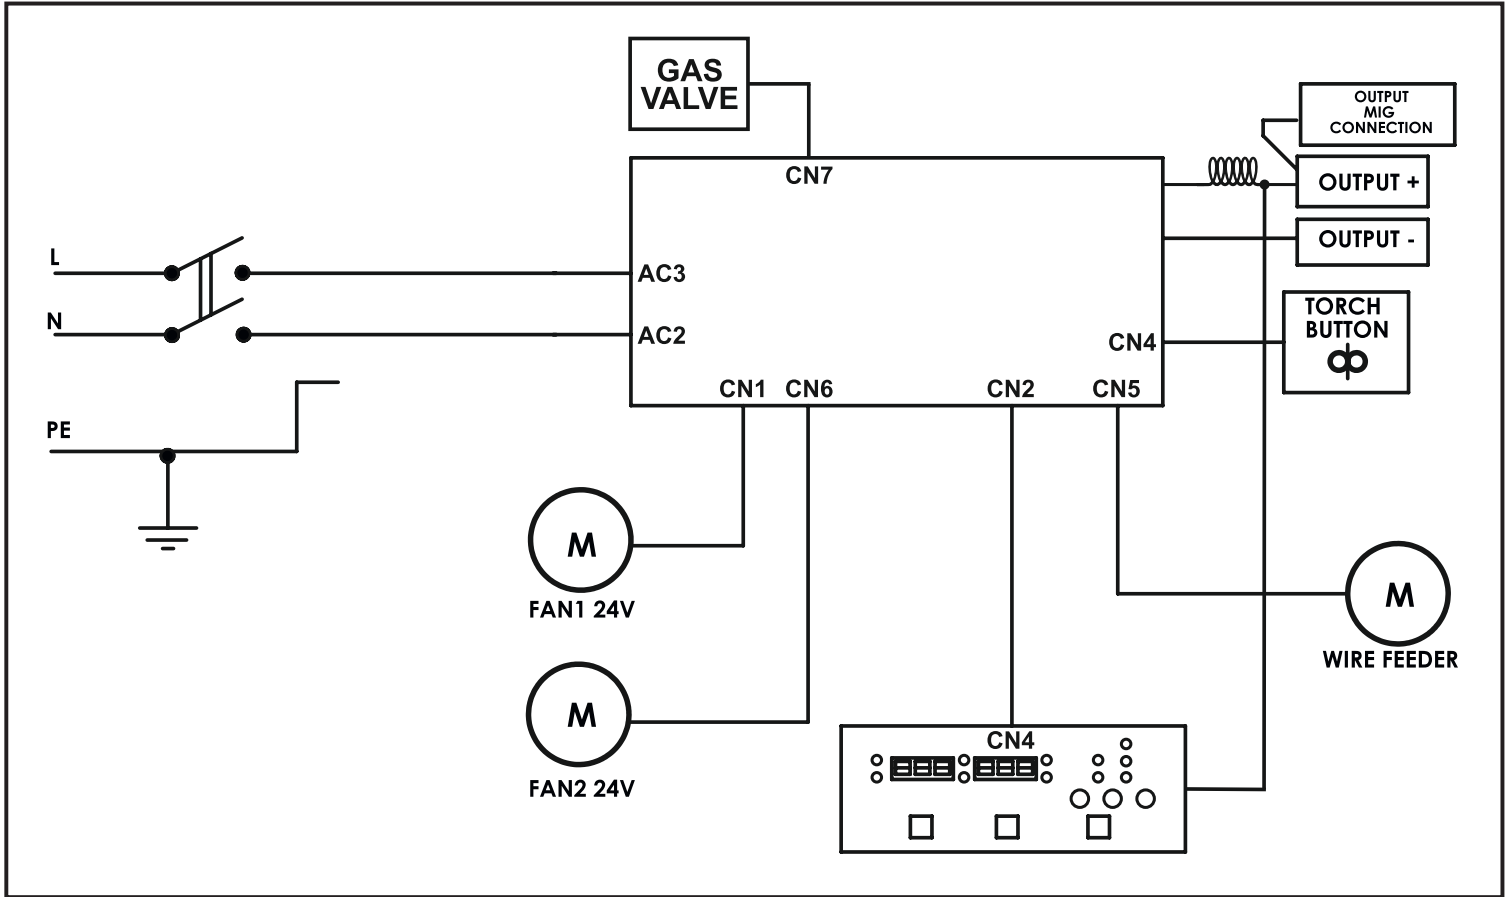 GAS
VALVE
OUTPUT
MIG
CONNECTION
CN7
OUTPUT +
OUTPUT -
L
AC3
N
AC2
TORCH
BUTTON
CN4
CN1 CN6 CN2 CN5
PE
M
FAN1 24V
M
WIRE FEEDER
M
FAN2 24V
CN4